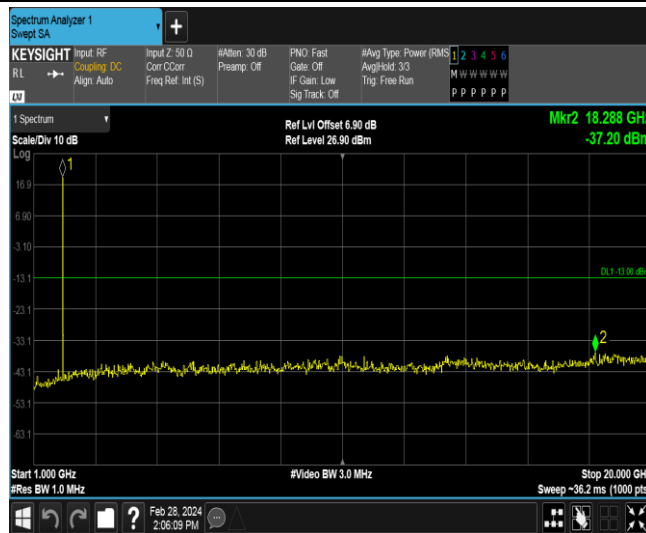 Spectrum Analyzer 1
Swept SA
+
KEYSIGHT
RL
LXI
Input: RF
Coupling: DC
Align: Auto
Input Z: 50 Ω
Corr CCorr
Freq Ref: Int (S)
#Atten: 30 dB
Preamp: Off
PNO: Fast
Gate: Off
IF Gain: Low
Sig Track: Off
#Avg Type: Power (RMS
Avg|Hold: 3/3
Trig: Free Run
1 2 3 4 5 6
M W W W W W
P P P P P P
1 Spectrum
Scale/Div 10 dB
Log
Ref Lvl Offset 6.90 dB
Ref Level 26.90 dBm
Mkr2 18.288 GHz
-37.20 dBm
1
16.9
6.90
-3.10
-13.1
DL1 -13.00 dBm
-23.1
-33.1
2
-43.1
-53.1
-63.1
Start 1.000 GHz
#Res BW 1.0 MHz
#Video BW 3.0 MHz
Stop 20.000 GHz
Sweep ~36.2 ms (1000 pts)
?
Feb 28, 2024
2:06:09 PM